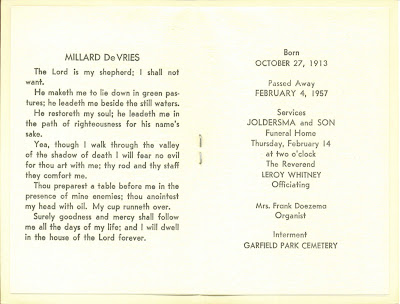 MILLARD DeVRIES
The Lord is my shepherd; I shall not
want.
He maketh me to lie down in green pas-
tures; he leadeth me beside the still waters.
He restoreth my soul; he leadeth me in
the path of righteousness for his name's
sake.
Yea, though I walk through the valley
of the shadow of death I will fear no evil
for thou art with me; thy rod and thy staff
they comfort me.
Thou preparest a table before me in the
presence of mine enemies; thou anointest
my head with oil. My cup runneth over.
Surely goodness and mercy shall follow
me all the days of my life; and I will dwell
in the house of the Lord forever.
Born
OCTOBER 27, 1913
Passed Away
FEBRUARY 4, 1957
Services
JOLDERSMA and SON
Funeral Home
Thursday, February 14
at two o'clock
The Reverend
LEROY WHITNEY
Officiating
Mrs. Frank Doezema
Organist
Interment
GARFIELD PARK CEMETERY